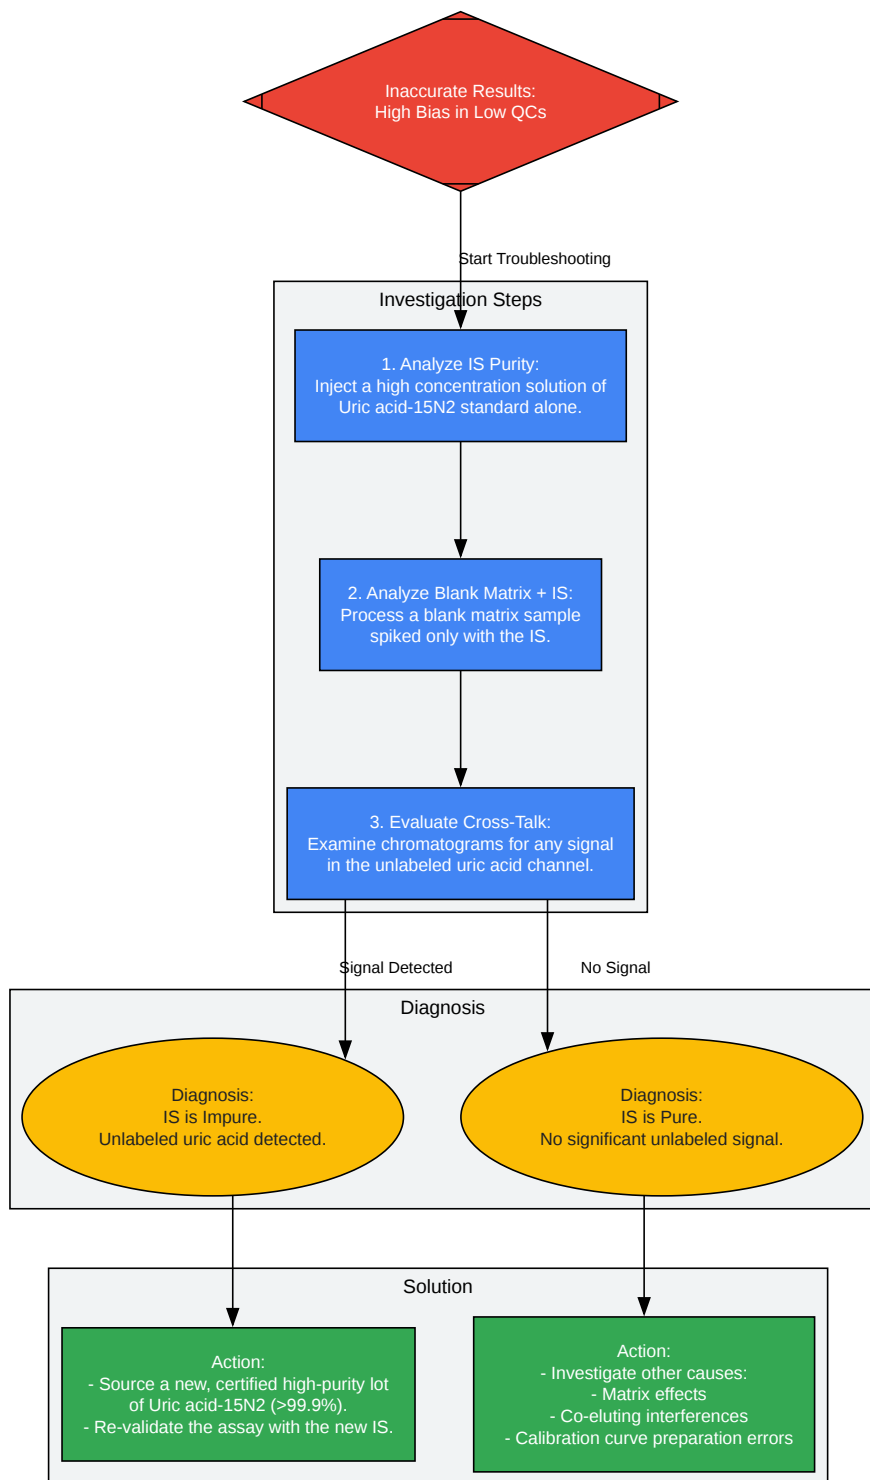 Inaccurate Results:
High Bias in Low QCs
Start Troubleshooting
Investigation Steps
1. Analyze IS Purity:
Inject a high concentration solution of
Uric acid-15N2 standard alone.
2. Analyze Blank Matrix + IS:
Process a blank matrix sample
spiked only with the IS.
3. Evaluate Cross-Talk:
Examine chromatograms for any signal
in the unlabeled uric acid channel.
Signal Detected
No Signal
Diagnosis
Diagnosis:
IS is Impure.
Unlabeled uric acid detected.
Diagnosis:
IS is Pure.
No significant unlabeled signal.
Solution
Action:
- Source a new, certified high-purity lot
of Uric acid-15N2 (>99.9%).
- Re-validate the assay with the new IS.
Action:
- Investigate other causes:
- Matrix effects
- Co-eluting interferences
- Calibration curve preparation errors